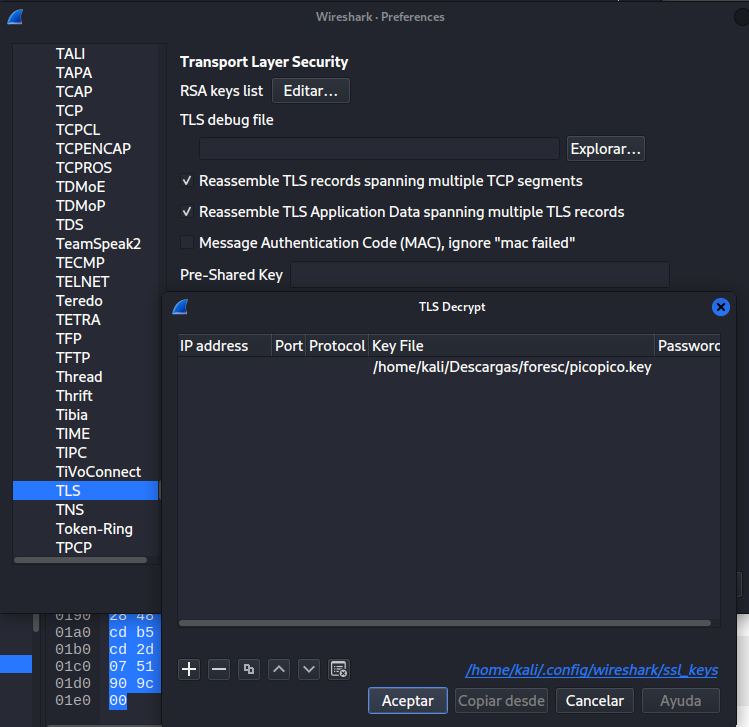 Wireshark · Preferences
TALI
TAPA
TCAP
TCP
TCPCL
TCPENCAP
TCPROS
TDMoE
TDMoP
TDS
TeamSpeak2
TECMP
TELNET
Teredo
TETRA
TFP
TFTP
Thread
Thrift
Tibia
TIME
TIPC
TiVoConnect
TLS
TNS
Token-Ring
TPCP
Transport Layer Security
RSA keys list Editar...
TLS debug file
Explorar...
Reassemble TLS records spanning multiple TCP segments
Reassemble TLS Application Data spanning multiple TLS records
Message Authentication Code (MAC), ignore "mac failed"
Pre-Shared Key
TLS Decrypt
IP address Port Protocol Key File Password
/home/kali/Descargas/foresc/picopico.key
/home/kali/.config/wireshark/ssl_keys
Aceptar Copiar desde Cancelar Ayuda
0190 28 48
01a0 cd b5
01b0 cd 2d
01c0 07 51
01d0 90 9c
01e0 00